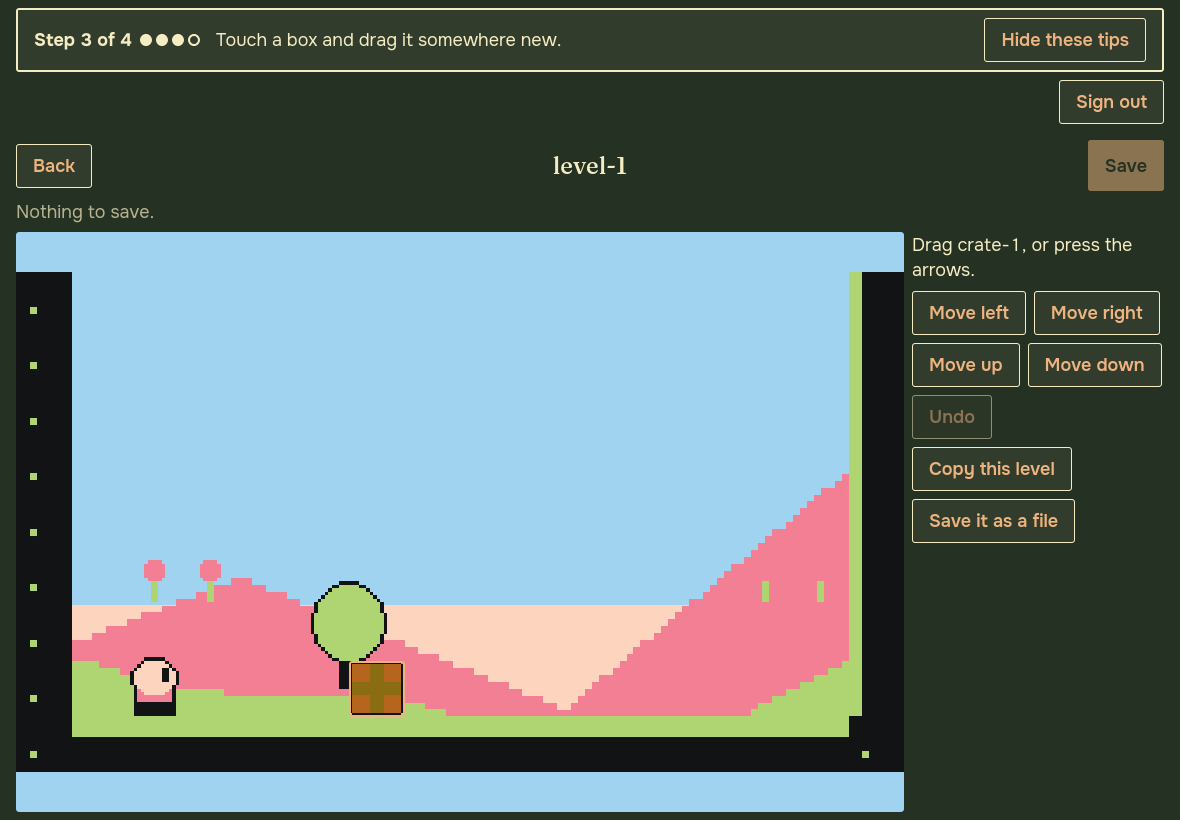 Step 3 of 4 Touch a box and drag it somewhere new. Hide these tips
Sign out
Back level-1 Save
Nothing to save.
Drag crate-1, or press the
arrows.
Move left Move right
Move up Move down
Undo
Copy this level
Save it as a file